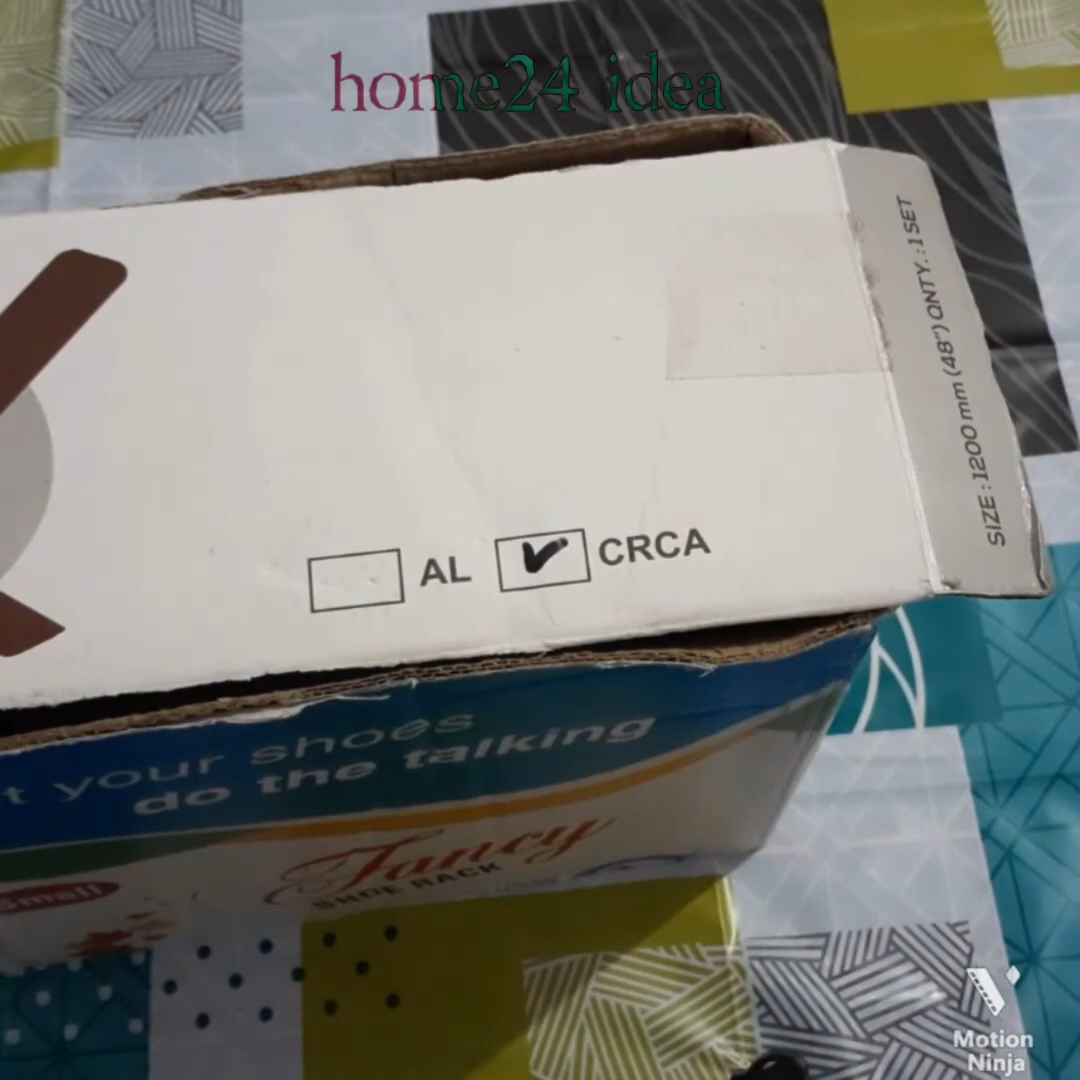 home24 idea
SIZE : 1200 mm (48") QNTY. : 1 SET
AL
CRCA
t your shoes
do the talking
Fancy
SHOE RACK
Small
Motion
Ninja